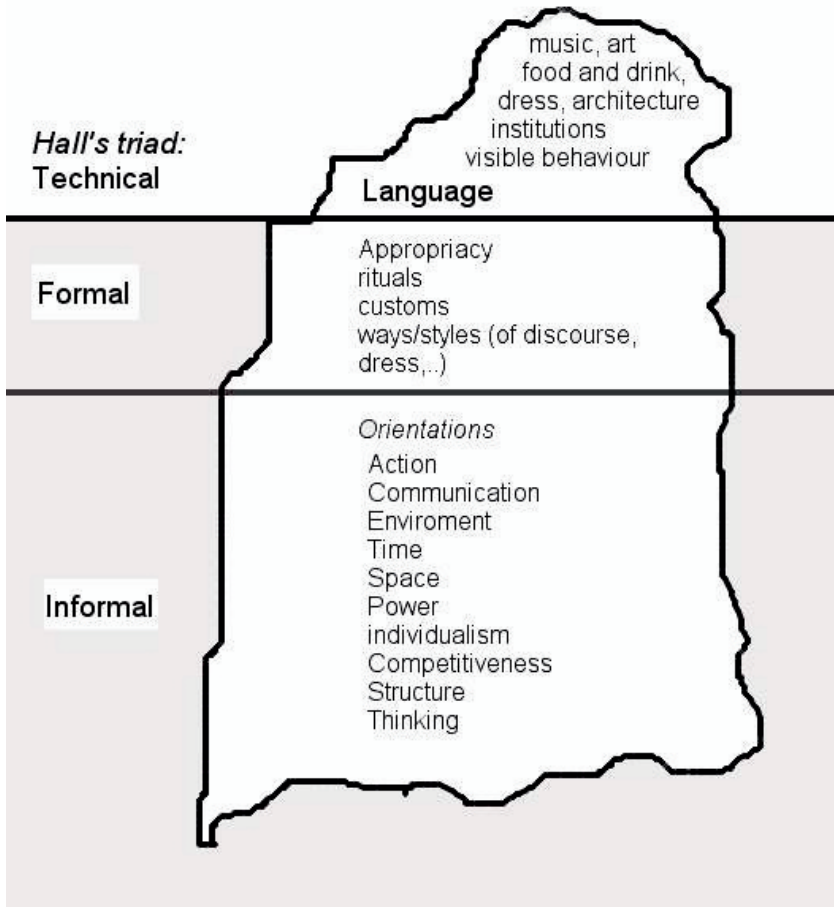 music, art
food and drink,
dress, architecture
institutions
visible behaviour
Hall's triad:
Technical
Language
Formal
Appropriacy
rituals
customs
ways/styles (of discourse,
dress,..)
Informal
Orientations
Action
Communication
Enviroment
Time
Space
Power
individualism
Competitiveness
Structure
Thinking